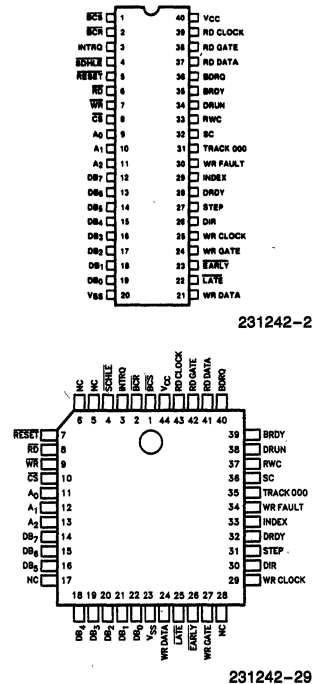 BCS 1 40 VCC
BCR 2 39 RD CLOCK
INTRQ 3 38 RD GATE
SDHLE 4 37 RD DATA
RESET 5 36 BDRQ
RD 6 35 BRDY
WR 7 34 DRUN
CS 8 33 RWC
A0 9 32 SC
A1 10 31 TRACK 000
A2 11 30 WR FAULT
DB7 12 29 INDEX
DB6 13 28 DRDY
DB5 14 27 STEP
DB4 15 26 DIR
DB3 16 25 WR CLOCK
DB2 17 24 WR GATE
DB1 18 23 EARLY
DB0 19 22 LATE
VSS 20 21 WR DATA
231242-2
NC NC SCHLE INTRQ BCR BCS VCC RD CLOCK RD GATE RD DATA BDRQ
6 5 4 3 2 1 44 43 42 41 40
RESET 7 39 BRDY
RD 8 38 DRUN
WR 9 37 RWC
CS 10 36 SC
A0 11 35 TRACK 000
A1 12 34 WR FAULT
A2 13 33 INDEX
DB7 14 32 DRDY
DB6 15 31 STEP
DB5 16 30 DIR
NC 17 29 WR CLOCK
18 19 20 21 22 23 24 25 26 27 28
DB4 DB3 DB2 DB1 DB0 VSS WR DATA LATE EARLY WR GATE NC
231242-29